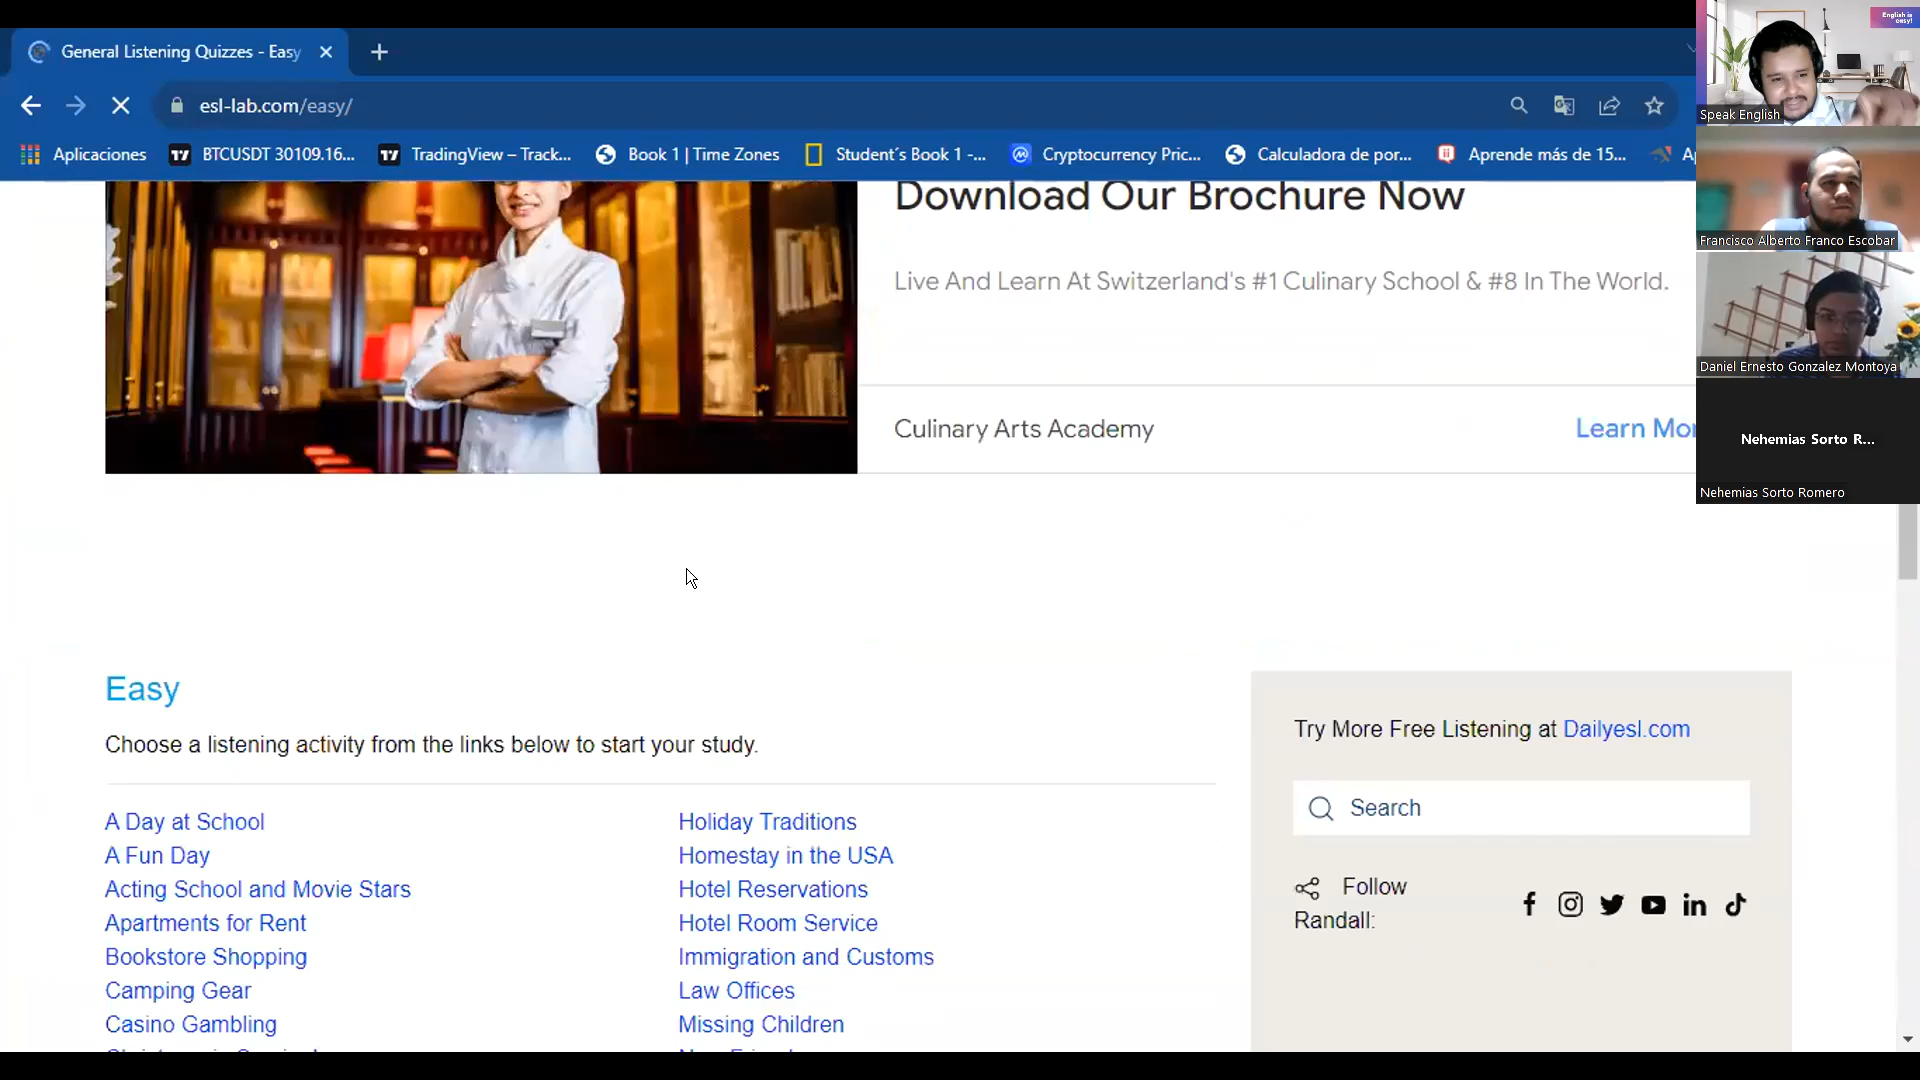 General Listening Quizzes - Easy
esl-lab.com/easy/
Aplicaciones
BTCUSDT 30109.16...
TradingView – Track...
Book 1 | Time Zones
Student´s Book 1 -...
Cryptocurrency Pric...
Calculadora de por...
Aprende más de 15...
English is easy!
Speak English
Francisco Alberto Franco Escobar
Daniel Ernesto Gonzalez Montoya
Nehemias Sorto R...
Nehemias Sorto Romero
Download Our Brochure Now
Live And Learn At Switzerland's #1 Culinary School & #8 In The World.
Culinary Arts Academy
Learn Mor
Easy
Choose a listening activity from the links below to start your study.
A Day at School
A Fun Day
Acting School and Movie Stars
Apartments for Rent
Bookstore Shopping
Camping Gear
Casino Gambling
Holiday Traditions
Homestay in the USA
Hotel Reservations
Hotel Room Service
Immigration and Customs
Law Offices
Missing Children
Try More Free Listening at Dailyesl.com
Search
Follow
Randall: